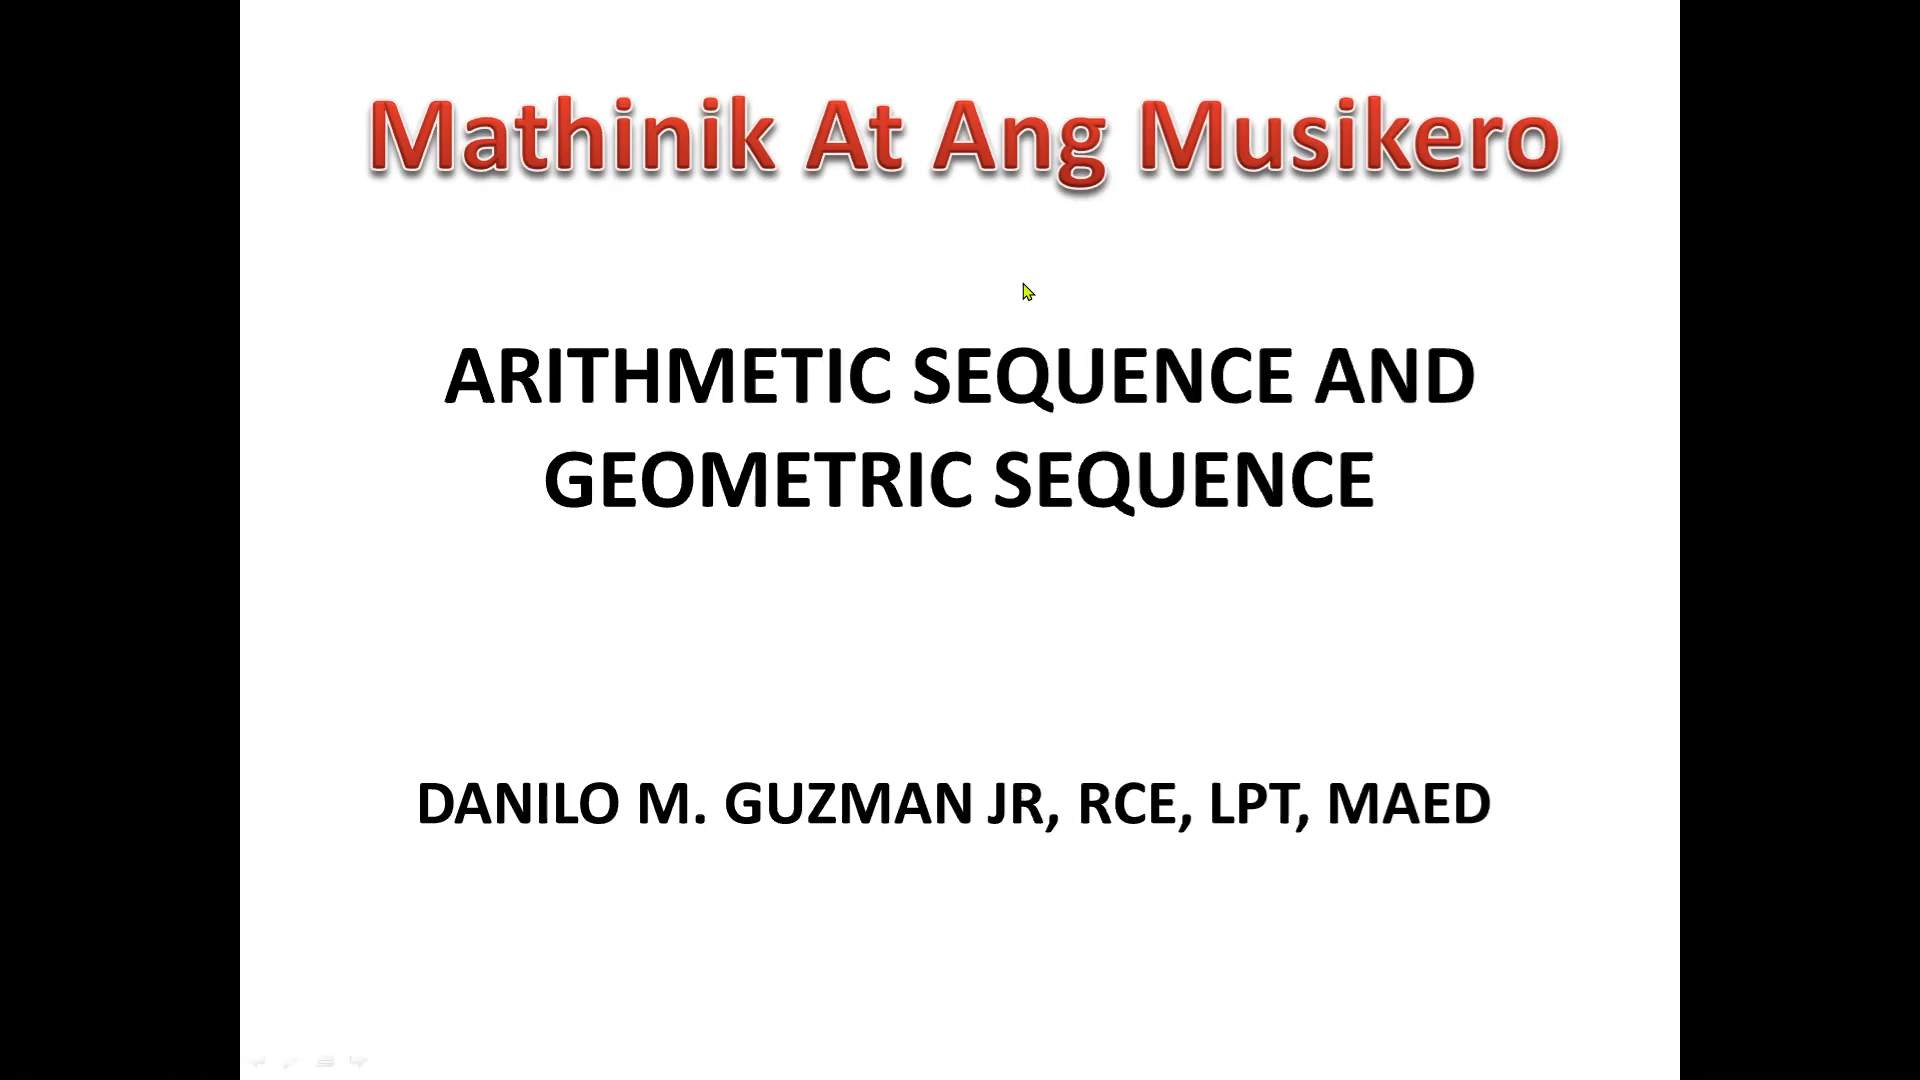 Mathinik At Ang Musikero
ARITHMETIC SEQUENCE AND
GEOMETRIC SEQUENCE
DANILO M. GUZMAN JR, RCE, LPT, MAED